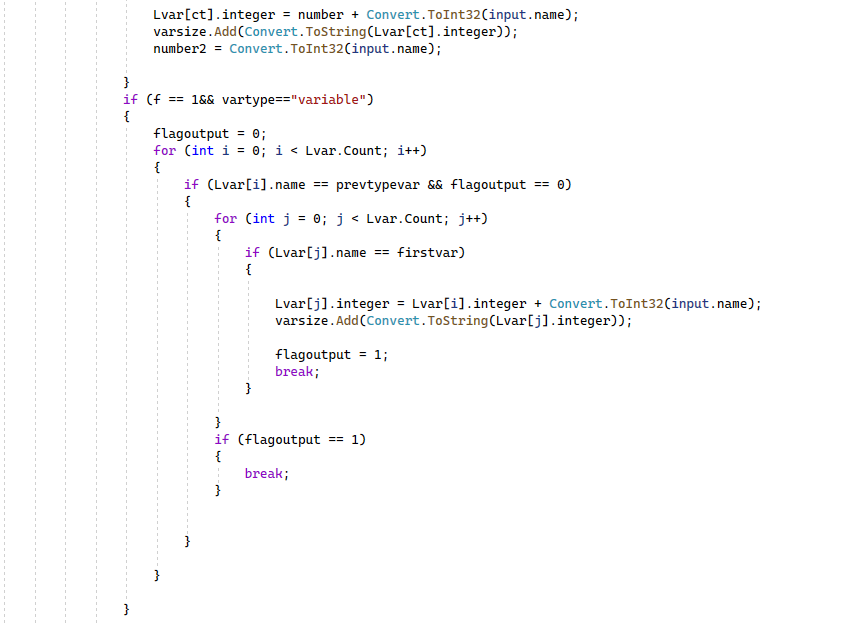 Lvar[ct].integer = number + Convert.ToInt32(input.name);
varsize.Add(Convert.ToString(Lvar[ct].integer));
number2 = Convert.ToInt32(input.name);
}
if (f == 1&& vartype=="variable")
{
flagoutput = 0;
for (int i = 0; i < Lvar.Count; i++)
{
if (Lvar[i].name == prevtypevar && flagoutput == 0)
{
for (int j = 0; j < Lvar.Count; j++)
{
if (Lvar[j].name == firstvar)
{
Lvar[j].integer = Lvar[i].integer + Convert.ToInt32(input.name);
varsize.Add(Convert.ToString(Lvar[j].integer));
flagoutput = 1;
break;
}
}
if (flagoutput == 1)
{
break;
}
}
}
}